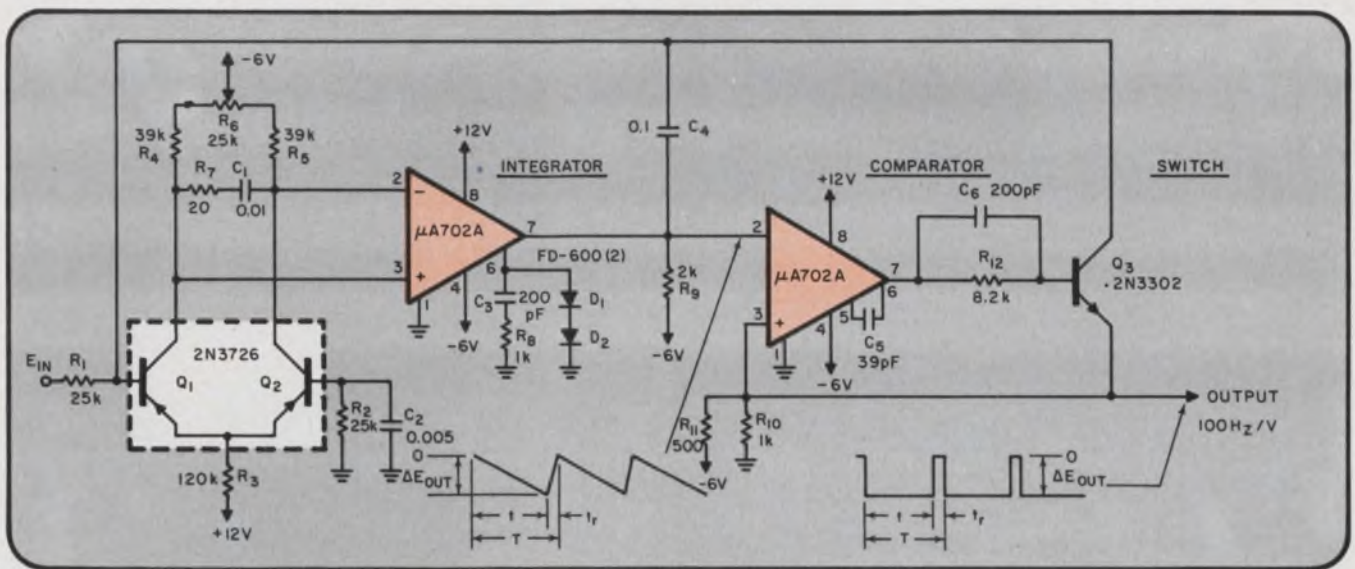 -6V
R6
25k
39k
R4
39k
R5
R7
20
C1
0.01
+12V
INTEGRATOR
0.1
C4
COMPARATOR
SWITCH
2
-
8
μA702A
7
3
+
1
4
6
-6V
FD-600(2)
C3
200
pF
R8
1k
D1
D2
2k
R9
-6V
+12V
2
-
8
μA702A
7
6
3
+
1
4
5
C5
39pF
-6V
C6 200pF
R12
8.2k
Q3
.2N3302
2N3726
EIN
R1
25k
Q1
Q2
R2
25k
C2
0.005
120k
R3
+12V
R11
500
R10
1k
-6V
OUTPUT
100Hz/V
0
ΔEOUT
t
tr
T
0
ΔEOUT
t
tr
T